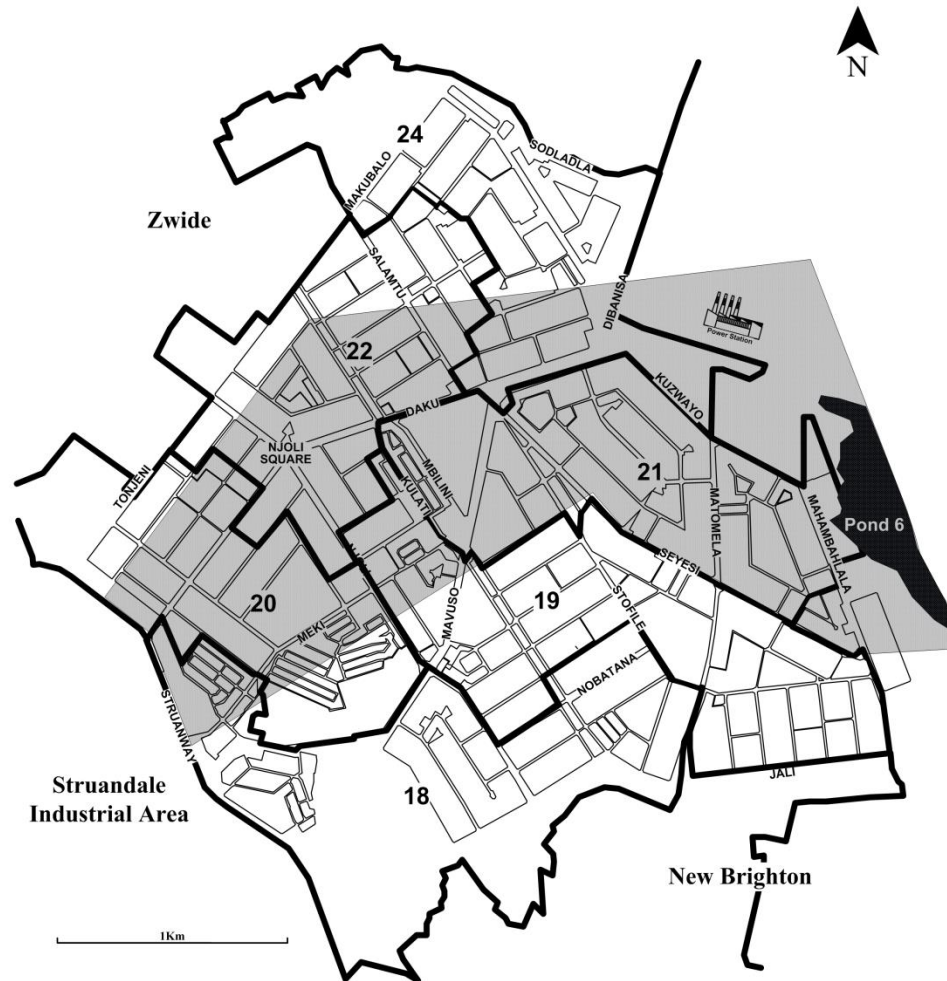 N
24
SODLADLA
MAKUBALO
Zwide
SALAMTU
DIBANISA
Power Station
22
KUZWAYO
DAKU
NJOLI
SQUARE
MBILINI
21
TONJENI
KULATI
MATOMELA
MAHAMBAHLALA
Pond 6
SEYESI
20
19
STOFILE
MAVUSO
MEKI
NOBATANA
STRUANWAY
Struandale
Industrial Area
18
JALI
New Brighton
1Km